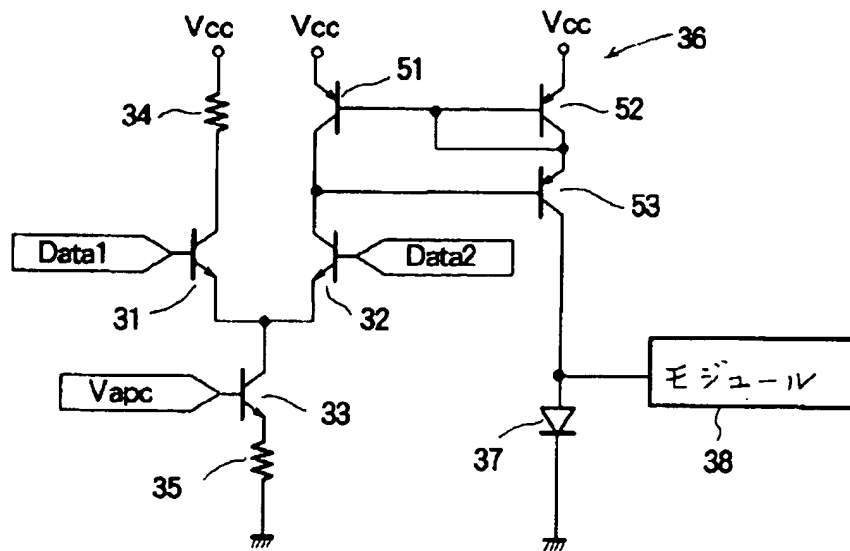 Vcc
Vcc
Vcc
36
51
34
52
53
Data1
Data2
31
32
Vapc
33
モジュール
37
38
35